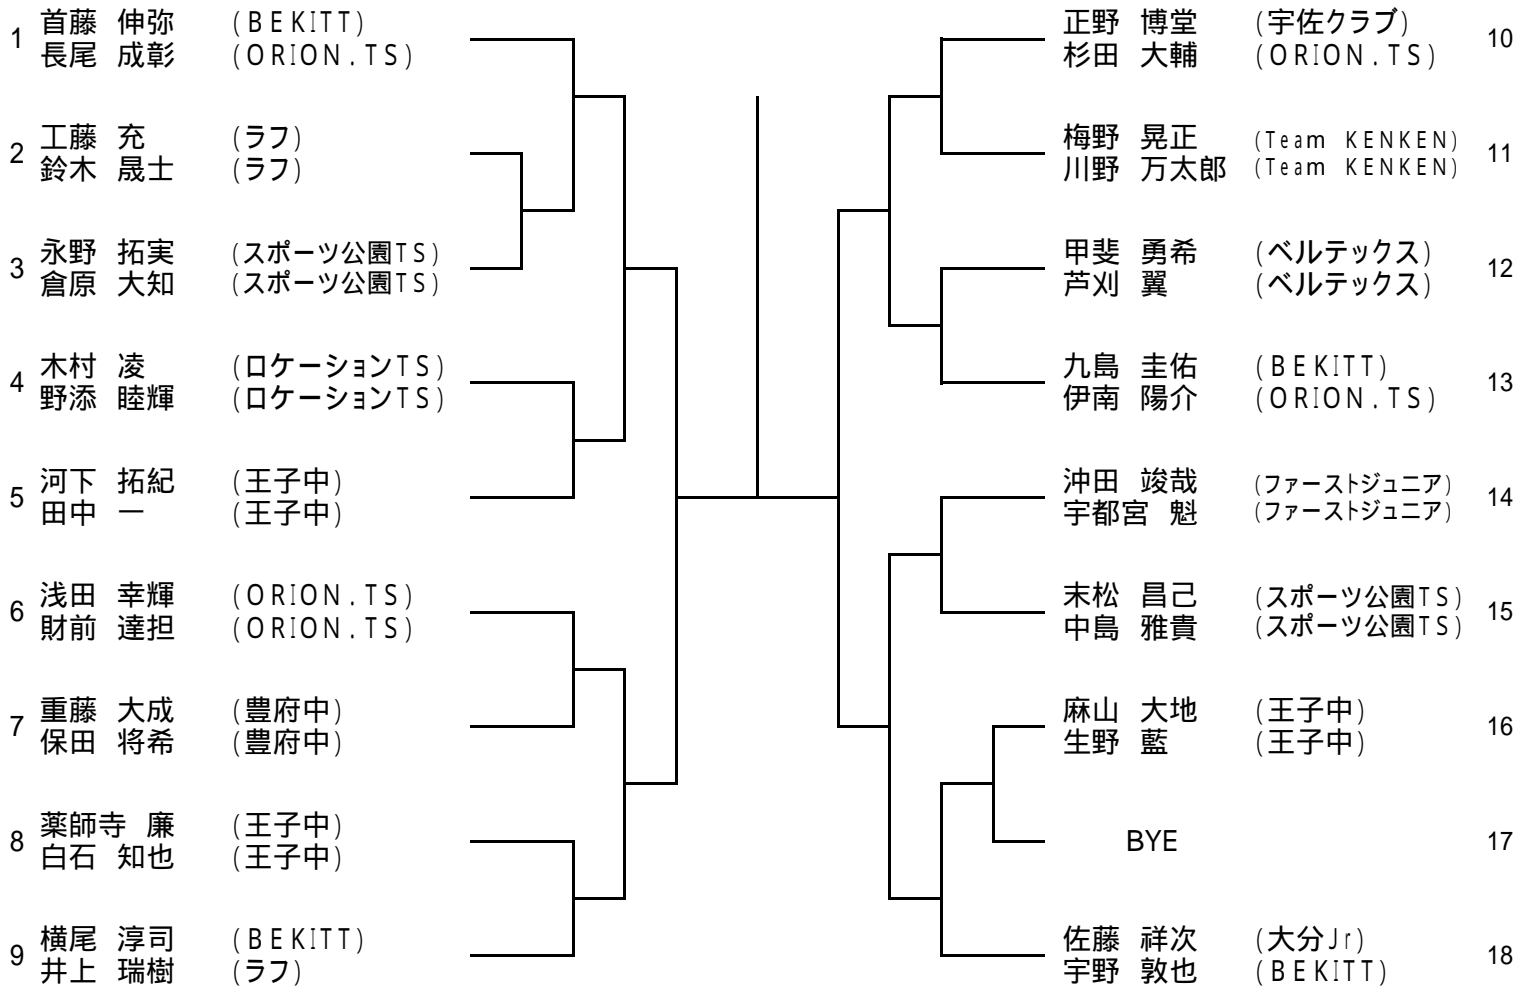 1 首藤 伸弥 (BEKITT)
長尾 成彰 (ORION.TS)
2 工藤 充 (ラフ)
鈴木 晟士 (ラフ)
3 永野 拓実 (スポーツ公園TS)
倉原 大知 (スポーツ公園TS)
4 木村 凌 (ロケーションTS)
野添 睦輝 (ロケーションTS)
5 河下 拓紀 (王子中)
田中 一 (王子中)
6 浅田 幸輝 (ORION.TS)
財前 達担 (ORION.TS)
7 重藤 大成 (豊府中)
保田 将希 (豊府中)
8 薬師寺 廉 (王子中)
白石 知也 (王子中)
9 横尾 淳司 (BEKITT)
井上 瑞樹 (ラフ)
正野 博堂 (宇佐クラブ) 10
杉田 大輔 (ORION.TS)
梅野 晃正 (Team KENKEN) 11
川野 万太郎 (Team KENKEN)
甲斐 勇希 (ベルテックス) 12
芦刈 翼 (ベルテックス)
九島 圭佑 (BEKITT) 13
伊南 陽介 (ORION.TS)
沖田 竣哉 (ファーストジュニア) 14
宇都宮 魁 (ファーストジュニア)
末松 昌己 (スポーツ公園TS) 15
中島 雅貴 (スポーツ公園TS)
麻山 大地 (王子中) 16
生野 藍 (王子中)
BYE 17
佐藤 祥次 (大分Jr) 18
宇野 敦也 (BEKITT)